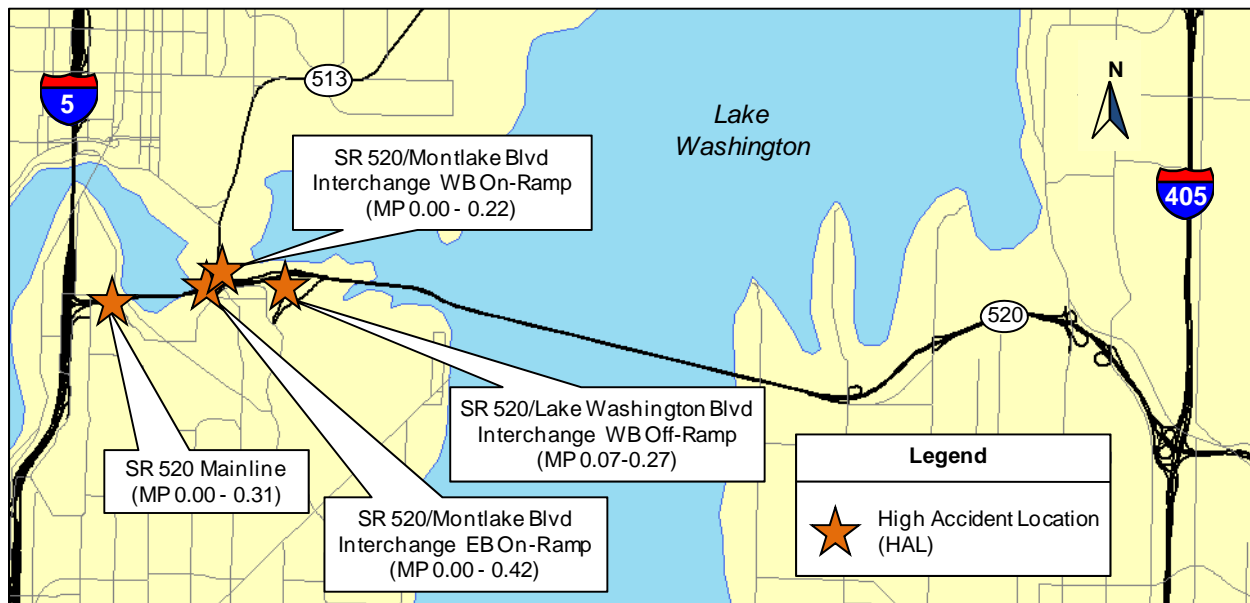 513
5
N
Lake
Washington
SR 520/Montlake Blvd
Interchange WB On-Ramp
(MP 0.00 - 0.22)
405
520
SR 520/Lake Washington Blvd
Interchange WB Off-Ramp
(MP 0.07-0.27)
SR 520 Mainline
(MP 0.00 - 0.31)
SR 520/Montlake Blvd
Interchange EB On-Ramp
(MP 0.00 - 0.42)
Legend
High Accident Location
(HAL)